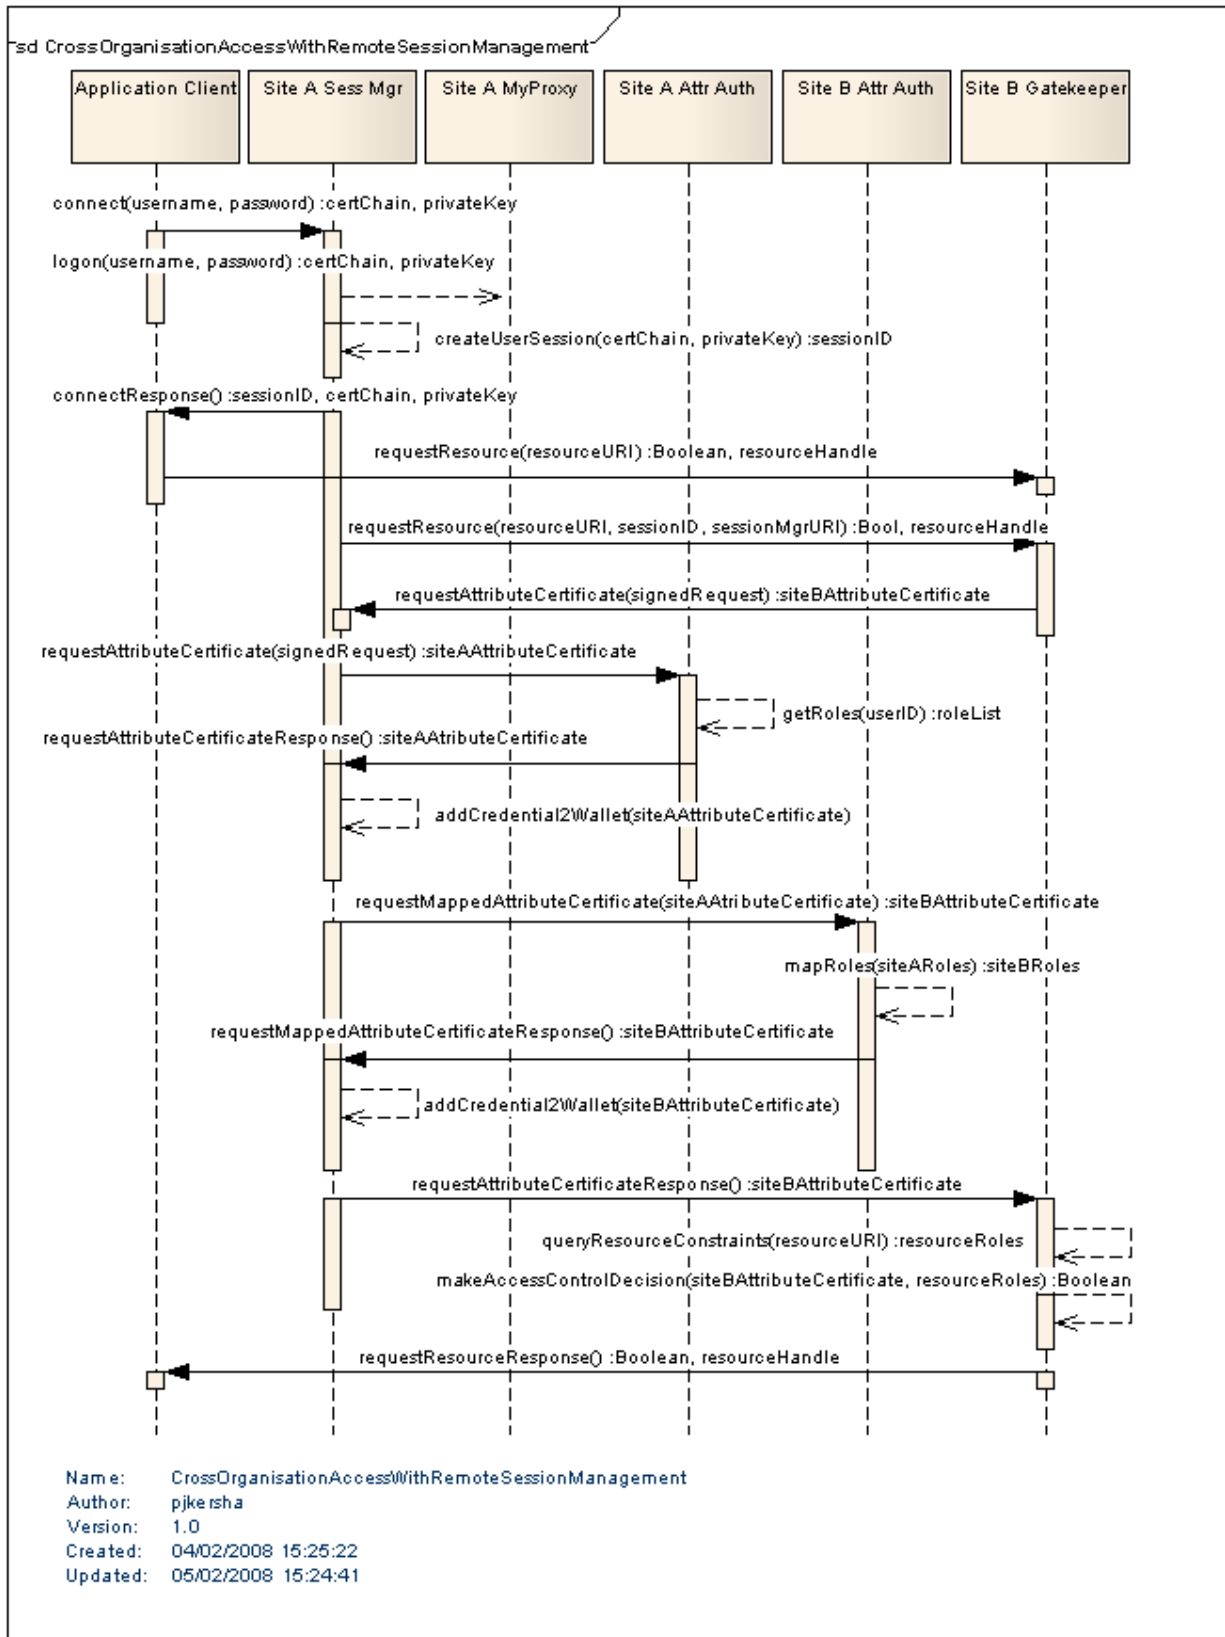 sd CrossOrganisationAccessWithRemoteSessionManagement
Application Client
Site A Sess Mgr
Site A MyProxy
Site A Attr Auth
Site B Attr Auth
Site B Gatekeeper
connect(username, password) :certChain, privateKey
logon(username, password) :certChain, privateKey
createUserSession(certChain, privateKey) :sessionID
connectResponse() :sessionID, certChain, privateKey
requestResource(resourceURI) :Boolean, resourceHandle
requestResource(resourceURI, sessionID, sessionMgrURI) :Bool, resourceHandle
requestAttributeCertificate(signedRequest) :siteBAttributeCertificate
requestAttributeCertificate(signedRequest) :siteAAttributeCertificate
getRoles(userID) :roleList
requestAttributeCertificateResponse() :siteAAtributeCertificate
addCredential2Wallet(siteAAttributeCertificate)
requestMappedAttributeCertificate(siteAAtributeCertificate) :siteBAttributeCertificate
mapRoles(siteARoles) :siteBRoles
requestMappedAttributeCertificateResponse() :siteBAttributeCertificate
addCredential2Wallet(siteBAttributeCertificate)
requestAttributeCertificateResponse() :siteBAttributeCertificate
queryResourceConstraints(resourceURI) :resourceRoles
makeAccessControlDecision(siteBAttributeCertificate, resourceRoles) :Boolean
requestResourceResponse() :Boolean, resourceHandle
Name: CrossOrganisationAccessWithRemoteSessionManagement
Author: pjkersha
Version: 1.0
Created: 04/02/2008 15:25:22
Updated: 05/02/2008 15:24:41